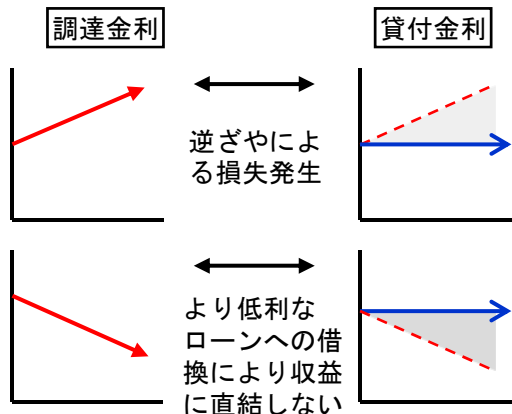 調達金利
貸付金利
逆ざやによ
る損失発生
より低利な
ローンへの借
換により収益
に直結しない